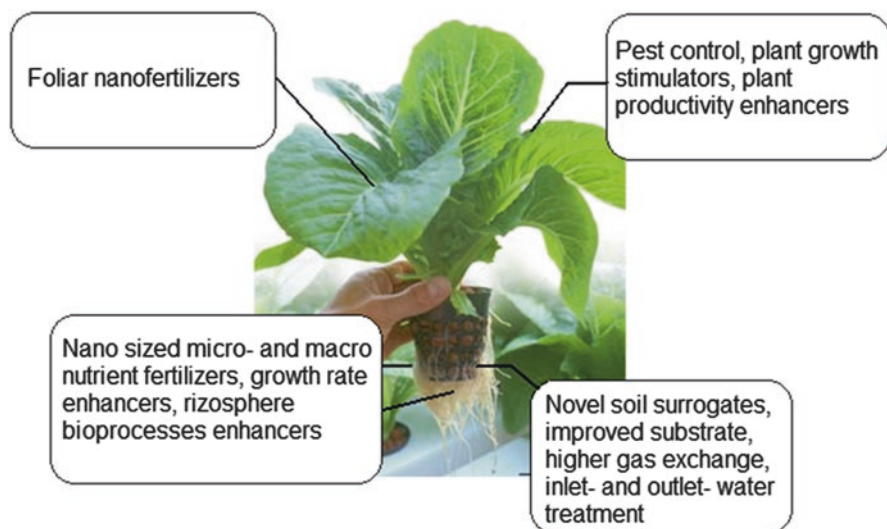 Foliar nanofertilizers
Pest control, plant growth
stimulators, plant
productivity enhancers
Nano sized micro- and macro
nutrient fertilizers, growth rate
enhancers, rizosphere
bioprocesses enhancers
Novel soil surrogates,
improved substrate,
higher gas exchange,
inlet- and outlet- water
treatment